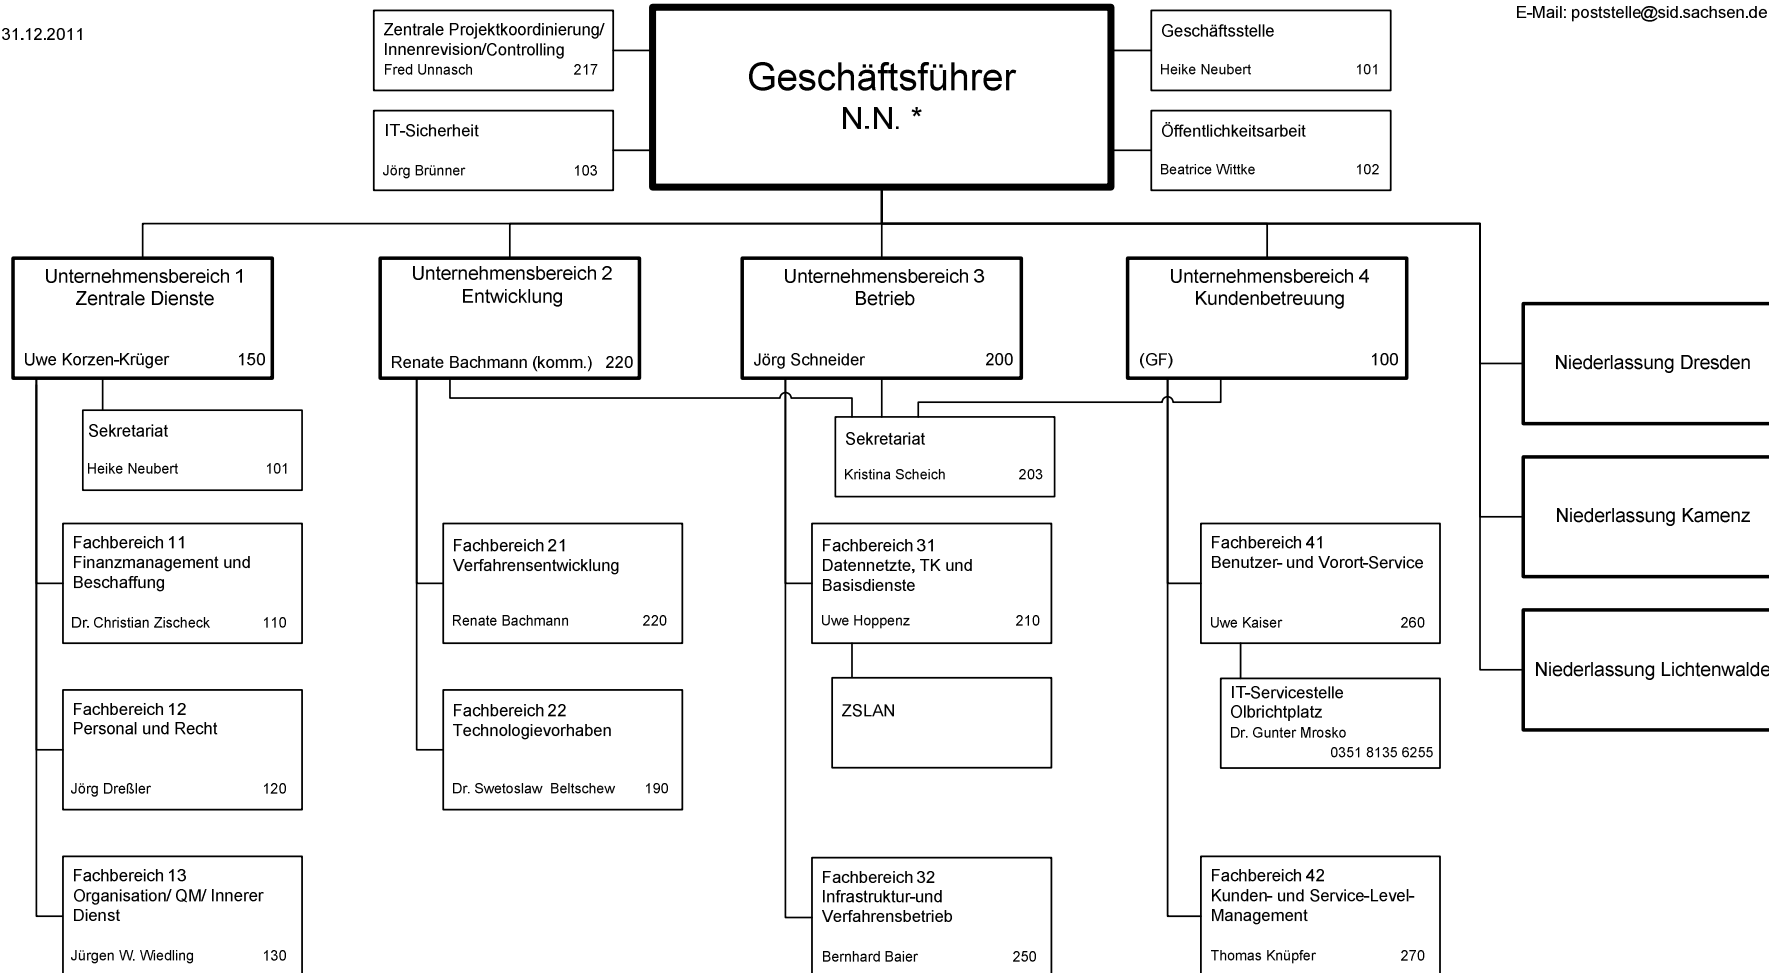 E-Mail: poststelle@sid.sachsen.de
31.12.2011
Zentrale Projektkoordinierung/
Innenrevision/Controlling
Fred Unnasch 217
IT-Sicherheit
Jörg Brünner 103
Geschäftsführer
N.N. *
Geschäftsstelle
Heike Neubert 101
Öffentlichkeitsarbeit
Beatrice Wittke 102
Unternehmensbereich 1
Zentrale Dienste
Uwe Korzen-Krüger 150
Sekretariat
Heike Neubert 101
Fachbereich 11
Finanzmanagement und
Beschaffung
Dr. Christian Zischeck 110
Fachbereich 12
Personal und Recht
Jörg Dreßler 120
Fachbereich 13
Organisation/ QM/ Innerer
Dienst
Jürgen W. Wiedling 130
Unternehmensbereich 2
Entwicklung
Renate Bachmann (komm.) 220
Fachbereich 21
Verfahrensentwicklung
Renate Bachmann 220
Fachbereich 22
Technologievorhaben
Dr. Swetoslaw Beltschew 190
Unternehmensbereich 3
Betrieb
Jörg Schneider 200
Sekretariat
Kristina Scheich 203
Fachbereich 31
Datennetzte, TK und
Basisdienste
Uwe Hoppenz 210
ZSLAN
Fachbereich 32
Infrastruktur-und
Verfahrensbetrieb
Bernhard Baier 250
Unternehmensbereich 4
Kundenbetreuung
(GF) 100
Fachbereich 41
Benutzer- und Vorort-Service
Uwe Kaiser 260
IT-Servicestelle
Olbrichtplatz
Dr. Gunter Mrosko
0351 8135 6255
Fachbereich 42
Kunden- und Service-Level-
Management
Thomas Knüpfer 270
Niederlassung Dresden
Niederlassung Kamenz
Niederlassung Lichtenwalde